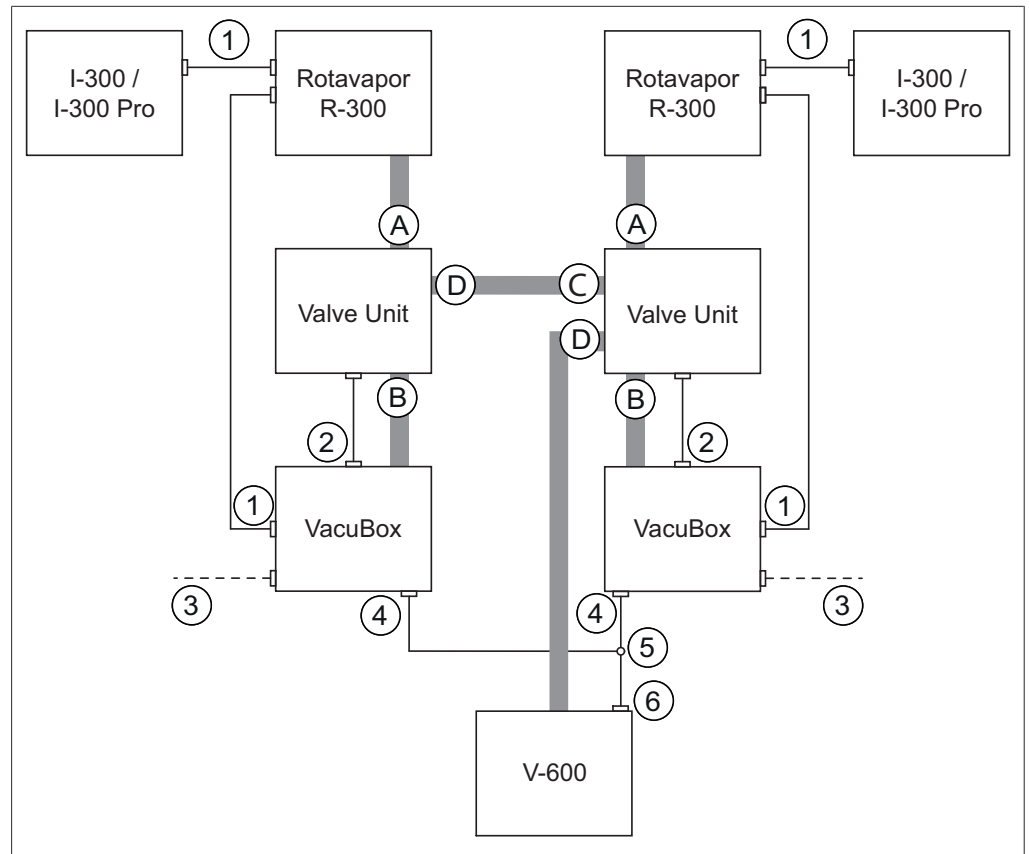 1
1
I-300 /
I-300 Pro
Rotavapor
R-300
Rotavapor
R-300
I-300 /
I-300 Pro
A
A
D
C
Valve Unit
Valve Unit
D
B
B
2
2
1
VacuBox
VacuBox
1
3
4
4
3
5
6
V-600